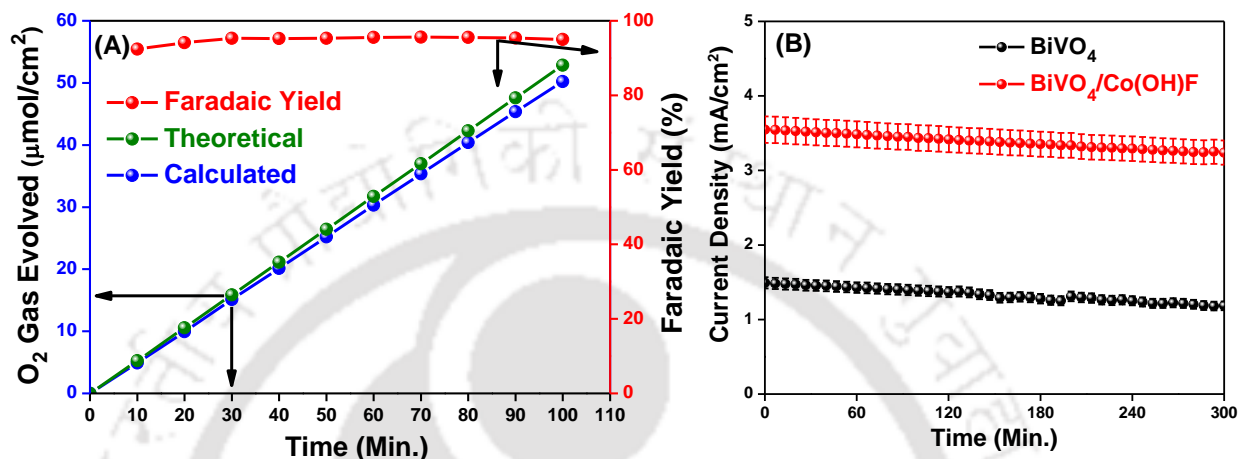 (A)
Faradaic Yield
Theoretical
Calculated
O₂ Gas Evolved (μmol/cm²)
60
50
40
30
20
10
0
0 10 20 30 40 50 60 70 80 90 100 110
Time (Min.)
100
80
60
40
20
0
Faradaic Yield (%)
(B)
BiVO₄
BiVO₄/Co(OH)F
Current Density (mA/cm²)
5
4
3
2
1
0
0 60 120 180 240 300
Time (Min.)